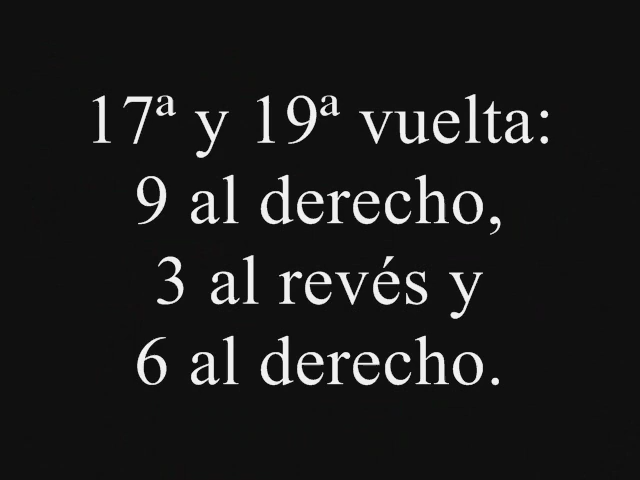 17ª y 19ª vuelta:
9 al derecho,
3 al revés y
6 al derecho.